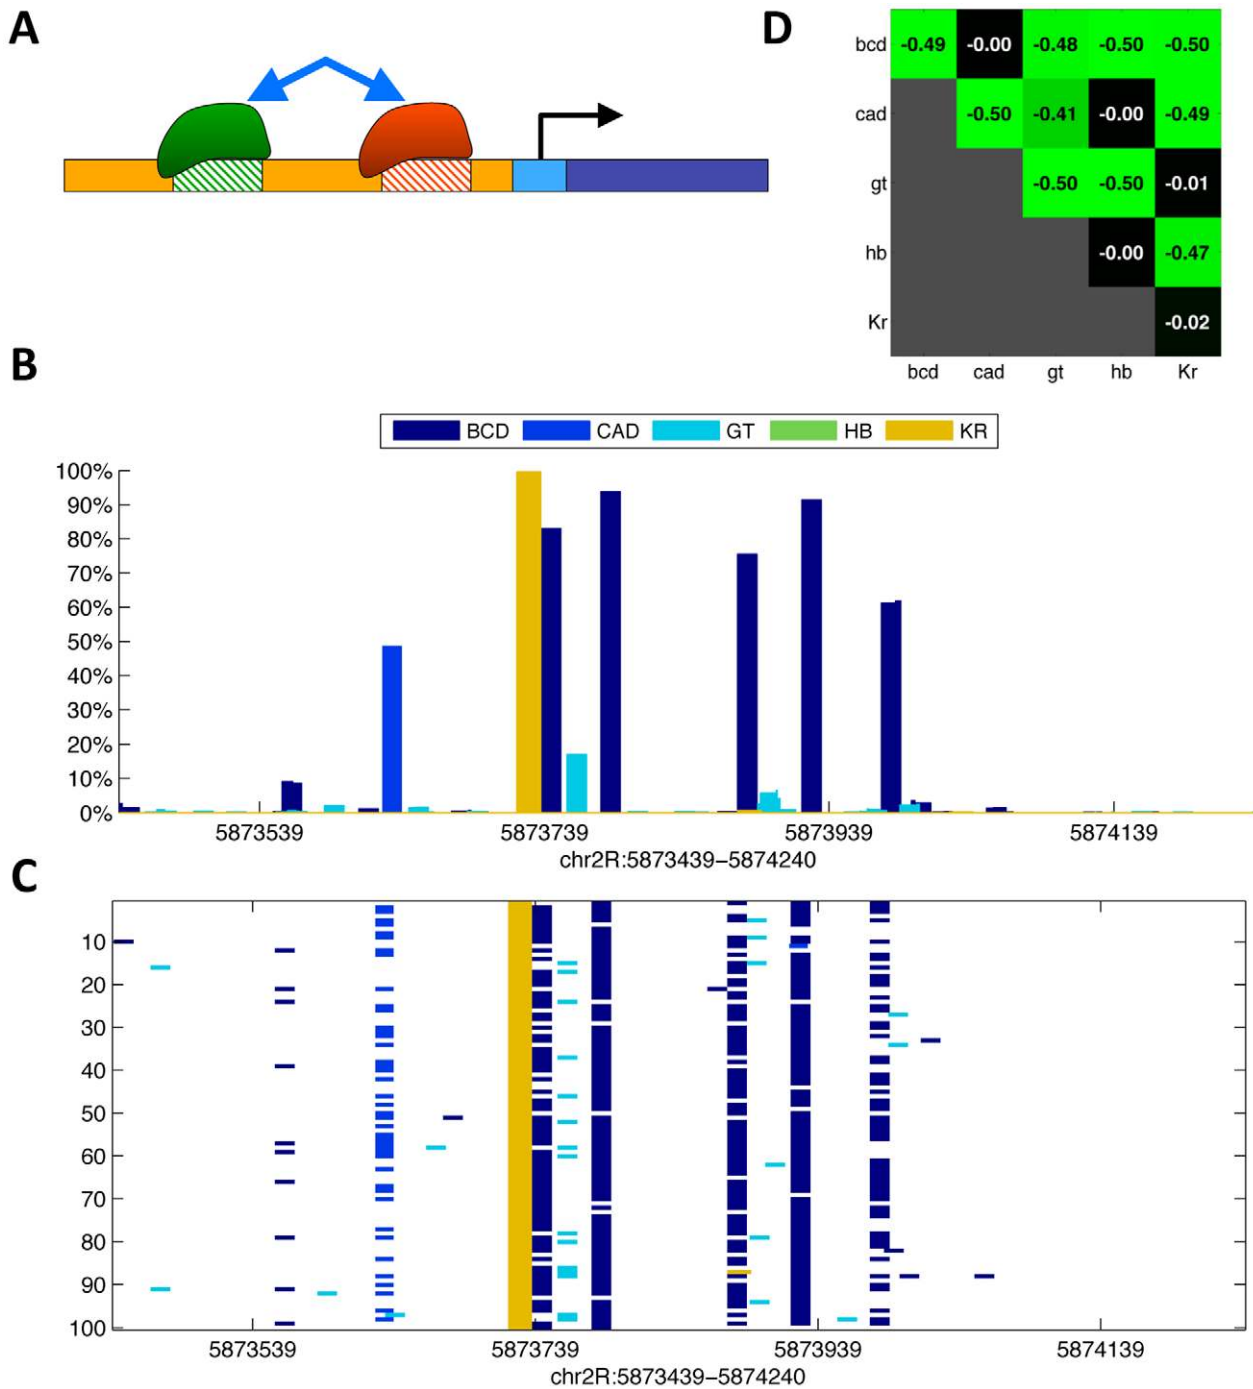 A
D
bcd -0.49 -0.00 -0.48 -0.50 -0.50
cad -0.50 -0.41 -0.00 -0.49
gt -0.50 -0.50 -0.01
hb -0.00 -0.47
Kr -0.02
bcd cad gt hb Kr
B
BCD CAD GT HB KR
100%
90%
80%
70%
60%
50%
40%
30%
20%
10%
0%
5873539 5873739 5873939 5874139
chr2R:5873439−5874240
C
10
20
30
40
50
60
70
80
90
100
5873539 5873739 5873939 5874139
chr2R:5873439−5874240